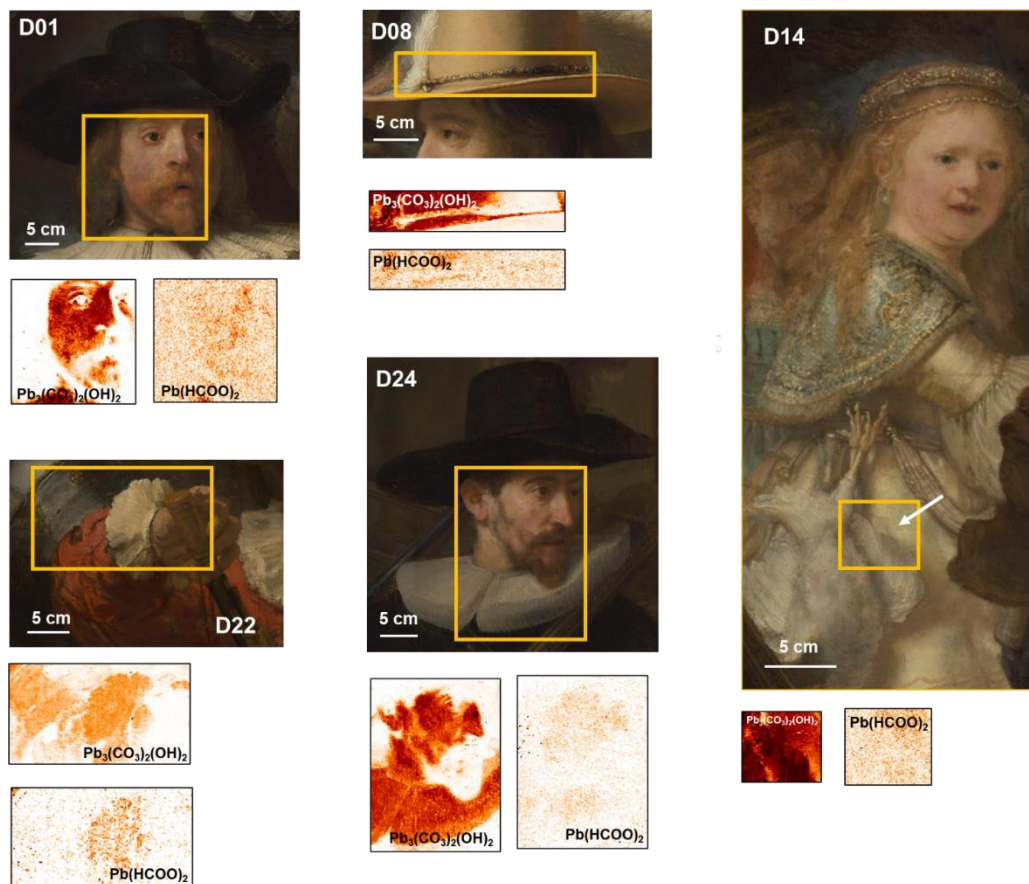 D01
5 cm
Pb₃(CO₃)₂(OH)₂
Pb(HCOO)₂
D08
5 cm
Pb₃(CO₃)₂(OH)₂
Pb(HCOO)₂
D14
5 cm
Pb₃(CO₃)₂(OH)₂
Pb(HCOO)₂
D22
5 cm
Pb₃(CO₃)₂(OH)₂
Pb(HCOO)₂
D24
5 cm
Pb₃(CO₃)₂(OH)₂
Pb(HCOO)₂